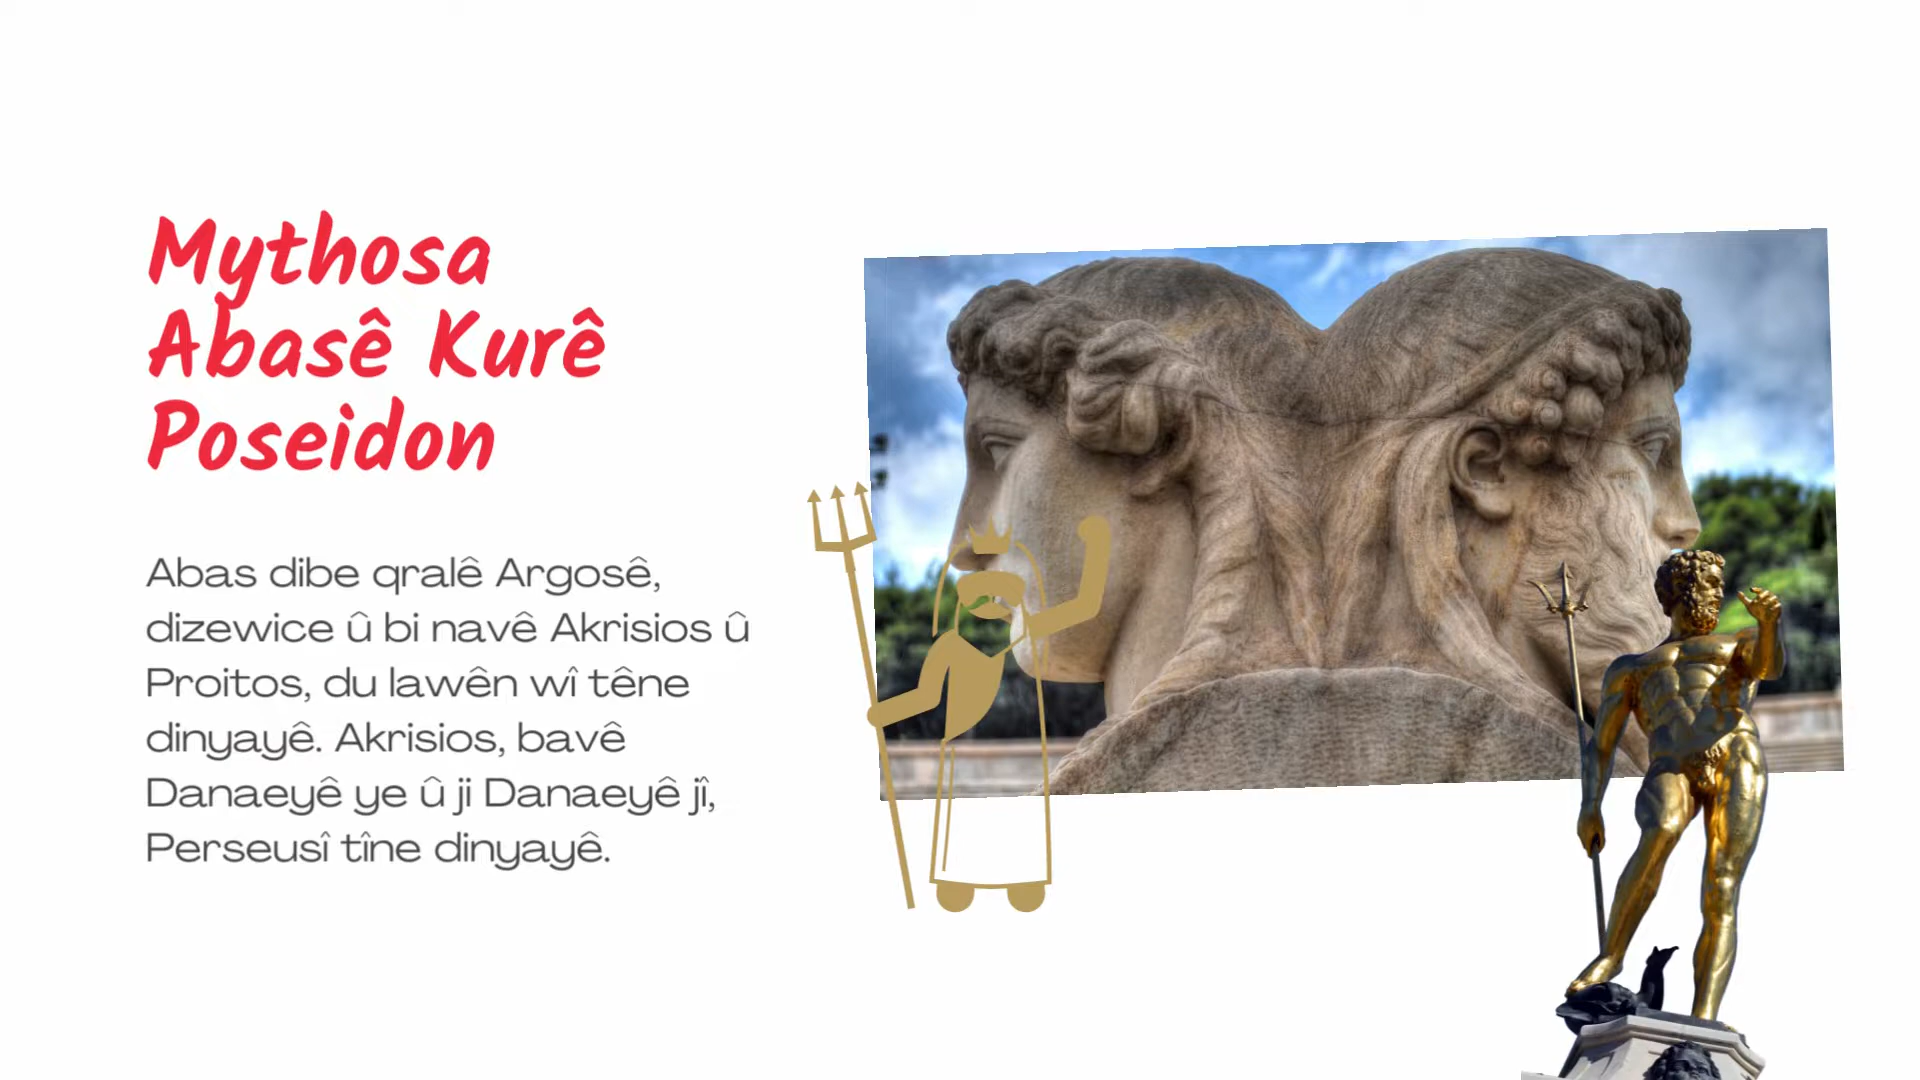 Mythosa
Abasê Kurê
Poseidon
Abas dibe qralê Argosê,
dizewice û bi navê Akrisios û
Proitos, du lawên wî têne
dinyayê. Akrisios, bavê
Danaeyê ye û ji Danaeyê jî,
Perseusî tîne dinyayê.